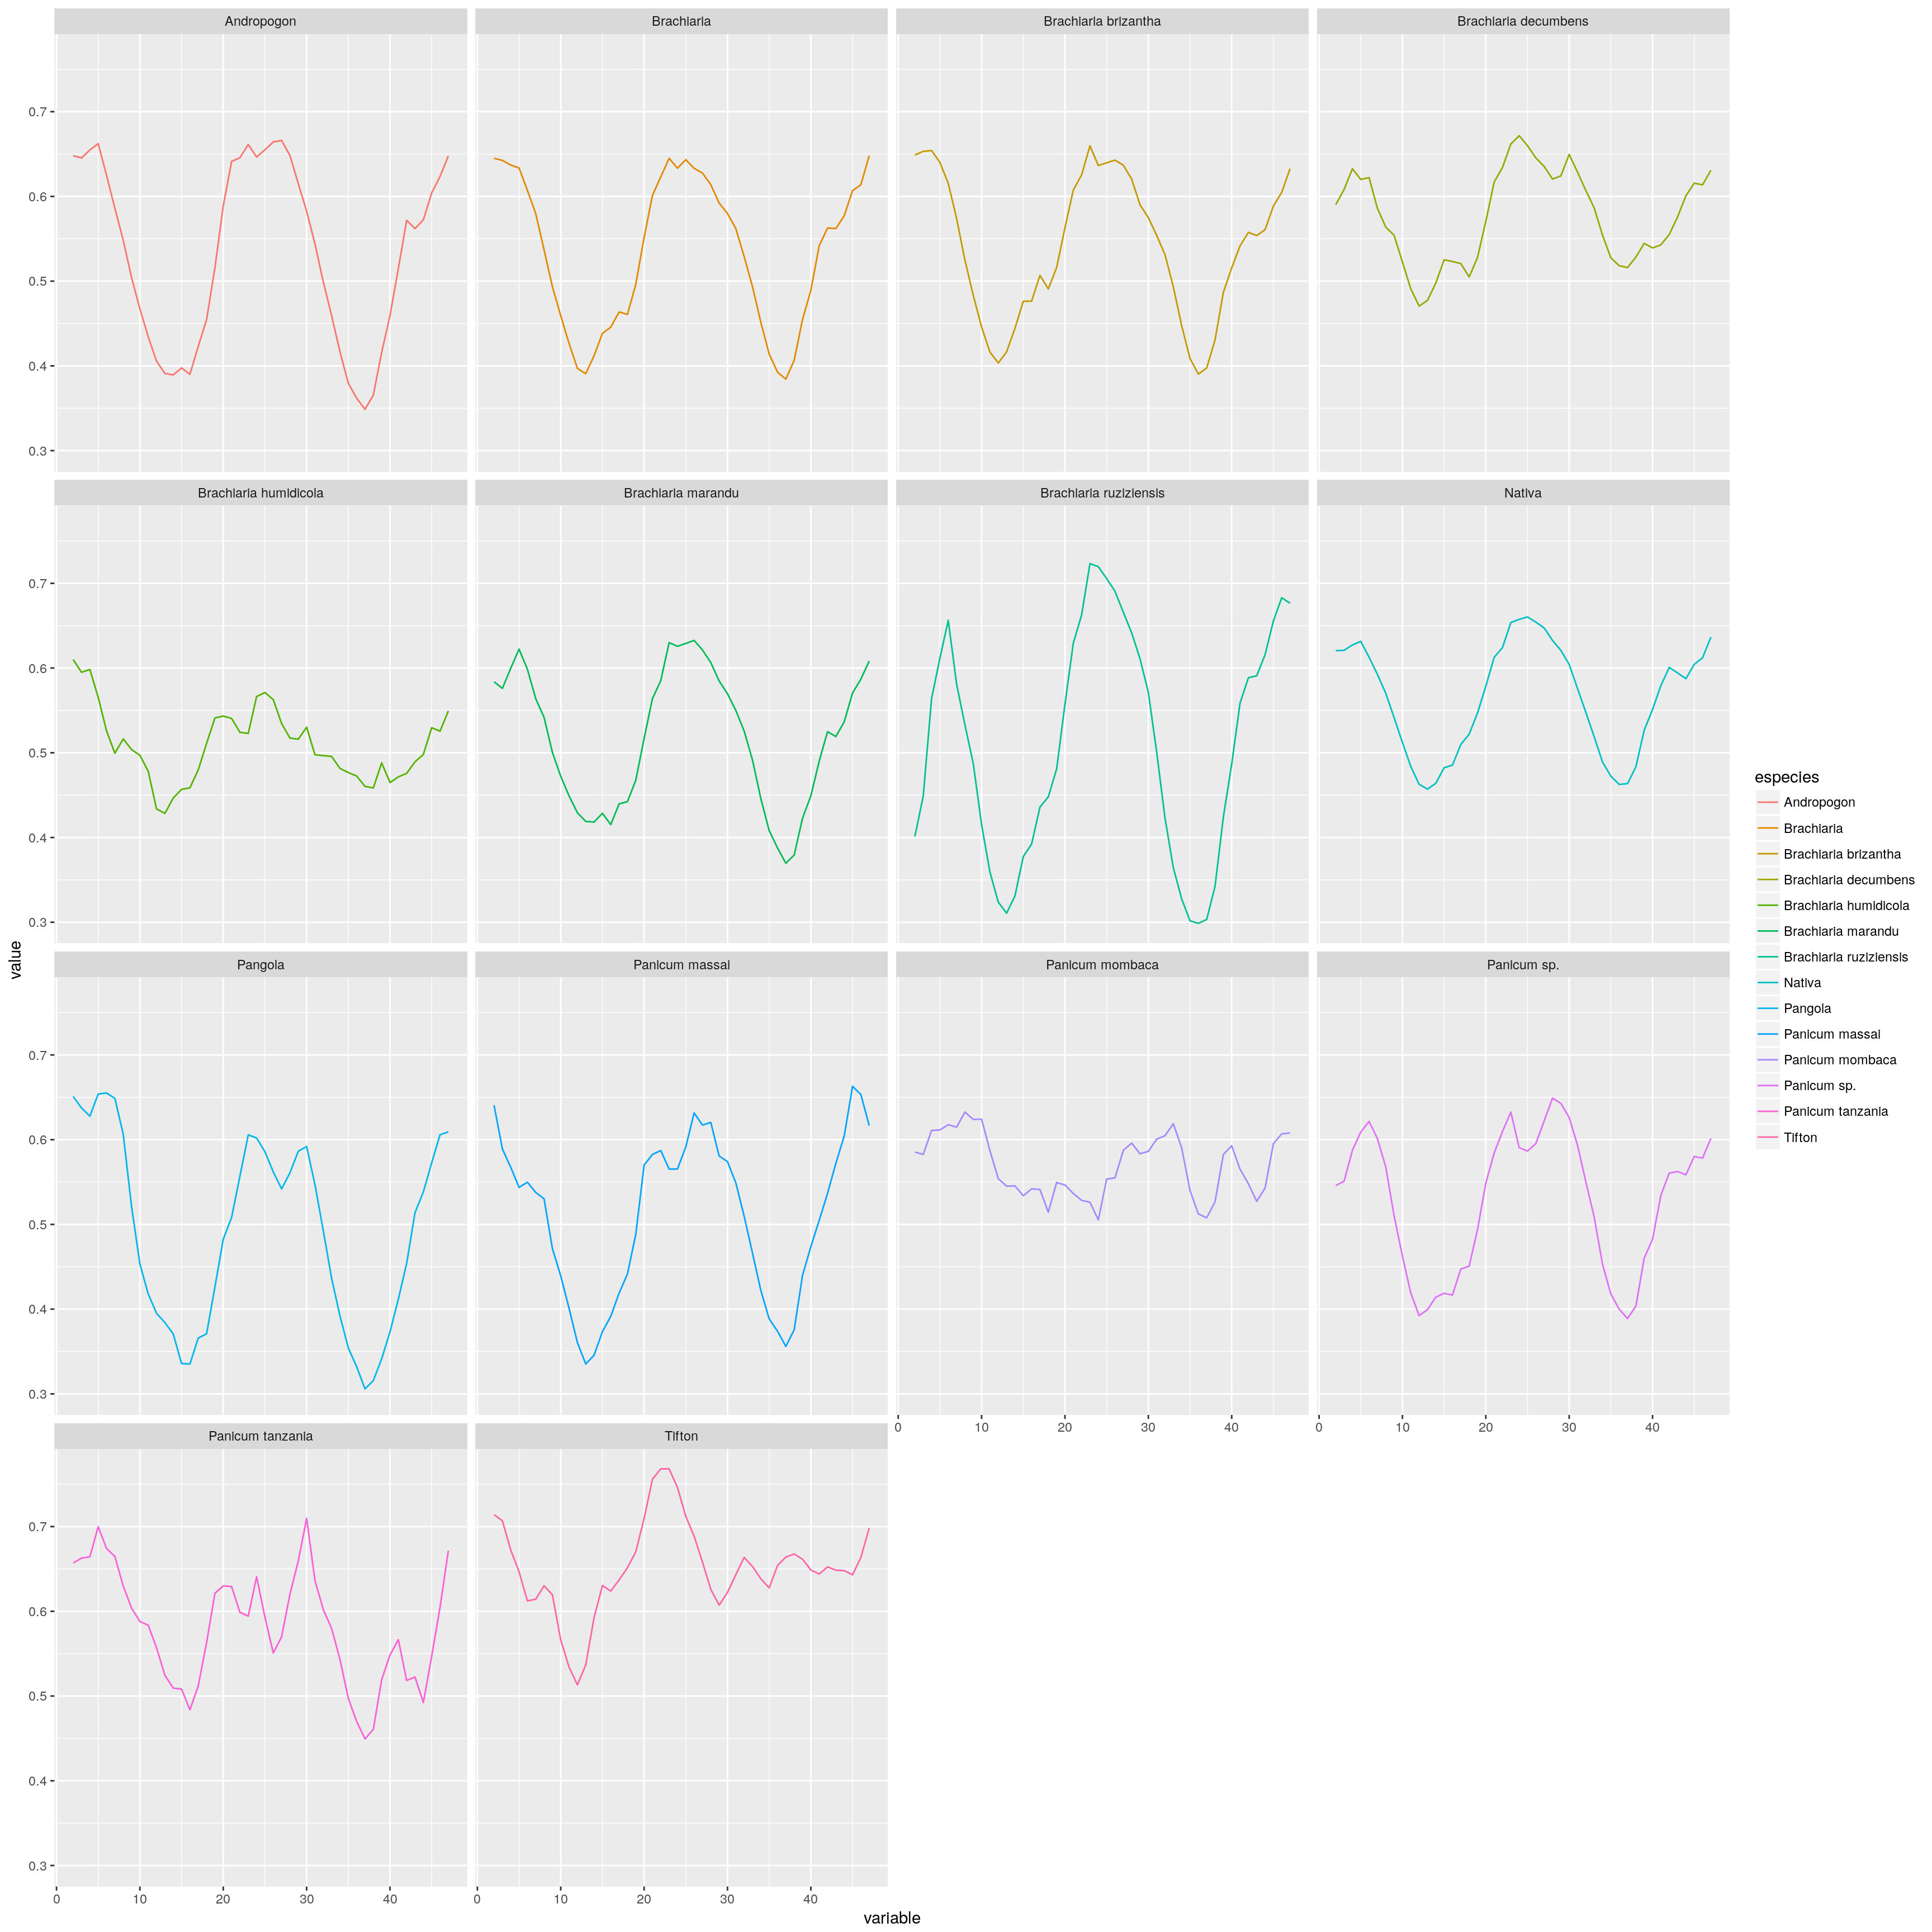 Andropogon Brachiaria Brachiaria brizantha Brachiaria decumbens
0.7
0.6
0.5
0.4
0.3
Brachiaria humidicola Brachiaria marandu Brachiaria ruziziensis Nativa
0.7
0.6
0.5
0.4
0.3
Pangola Panicum massai Panicum mombaca Panicum sp.
0.7
0.6
0.5
0.4
0.3
0 10 20 30 40 0 10 20 30 40
Panicum tanzania Tifton
0.7
0.6
0.5
0.4
0.3
0 10 20 30 40 0 10 20 30 40
variable
value
especies
Andropogon
Brachiaria
Brachiaria brizantha
Brachiaria decumbens
Brachiaria humidicola
Brachiaria marandu
Brachiaria ruziziensis
Nativa
Pangola
Panicum massai
Panicum mombaca
Panicum sp.
Panicum tanzania
Tifton